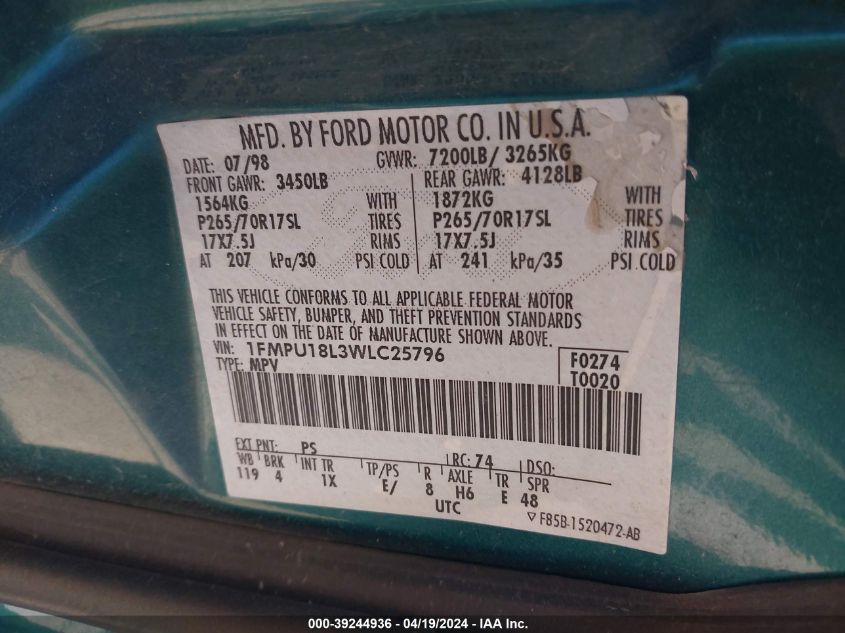 MFD. BY FORD MOTOR CO. IN U.S.A.
DATE: 07/98 GVWR: 7200LB/ 3265KG
FRONT GAWR: 3450LB REAR GAWR: 4128LB
1564KG WITH 1872KG WITH
P265/70R17SL TIRES P265/70R17SL TIRES
17X7.5J RIMS 17X7.5J RIMS
AT 207 kPa/30 PSI COLD AT 241 kPa/35 PSI COLD
THIS VEHICLE CONFORMS TO ALL APPLICABLE FEDERAL MOTOR
VEHICLE SAFETY, BUMPER, AND THEFT PREVENTION STANDARDS
IN EFFECT ON THE DATE OF MANUFACTURE SHOWN ABOVE.
VIN: 1FMPU18L3WLC25796 F0274
TYPE: MPV T0020
EXT PNT: PS RC: 74 DSO:
WB BRK INT TR TP/PS R AXLE TR SPR
119 4 1X E/ 8 H6 E 48
UTC
▽ F85B-1520472-AB
000-39244936 - 04/19/2024 - IAA Inc.